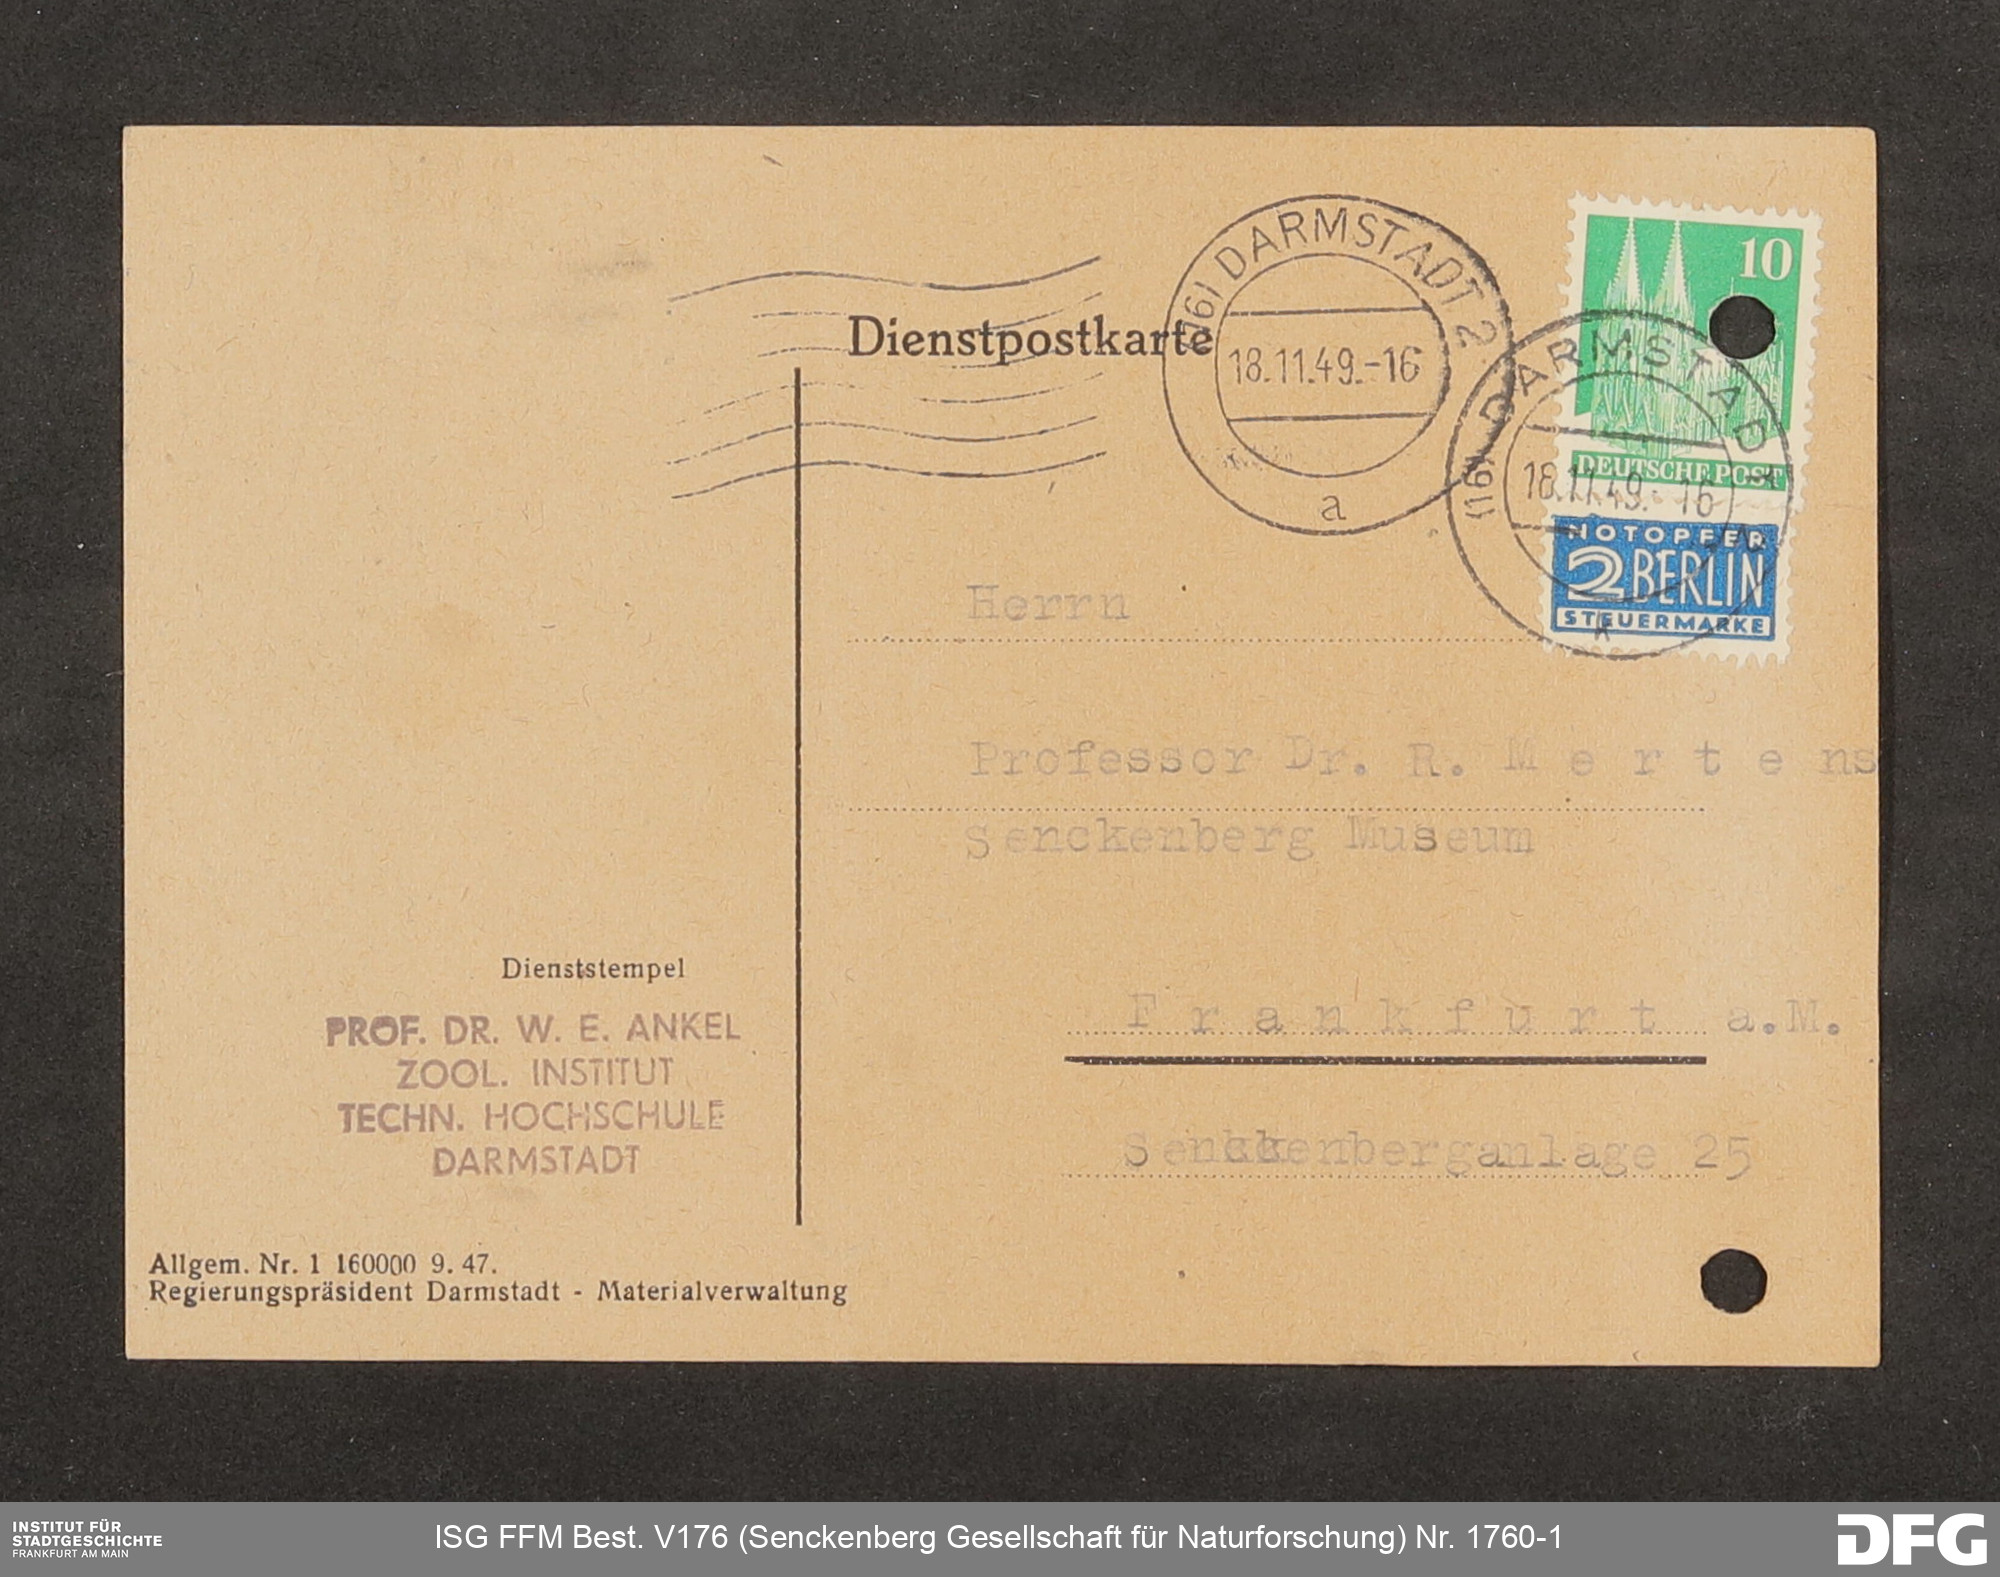 Dienstpostkarte
(16) DARMSTADT 2
18.11.49.-16
a
(16) DARMSTADT 2
18.11.49.-16
10
DEUTSCHE POST
NOTOPFER
2 BERLIN
STEUERMARKE
Herrn
Professor Dr. R. M e r t e ns
Senckenberg Museum
F r a n k f u r t a.M.
Senckenberganlage 25
Dienststempel
PROF. DR. W. E. ANKEL
ZOOL. INSTITUT
TECHN. HOCHSCHULE
DARMSTADT
Allgem. Nr. 1 160000 9. 47.
Regierungspräsident Darmstadt - Materialverwaltung
INSTITUT FÜR
STADTGESCHICHTE
FRANKFURT AM MAIN
ISG FFM Best. V176 (Senckenberg Gesellschaft für Naturforschung) Nr. 1760-1
DFG